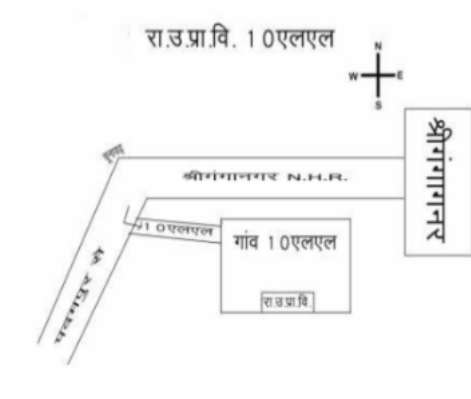 रा.उ.प्रा.वि. 10एलएल
N
W E
S
श्रीगंगानगर
श्रीगंगानगर N.H.R.
10एलएल
गांव 10एलएल
रा.उ.प्रा.वि.